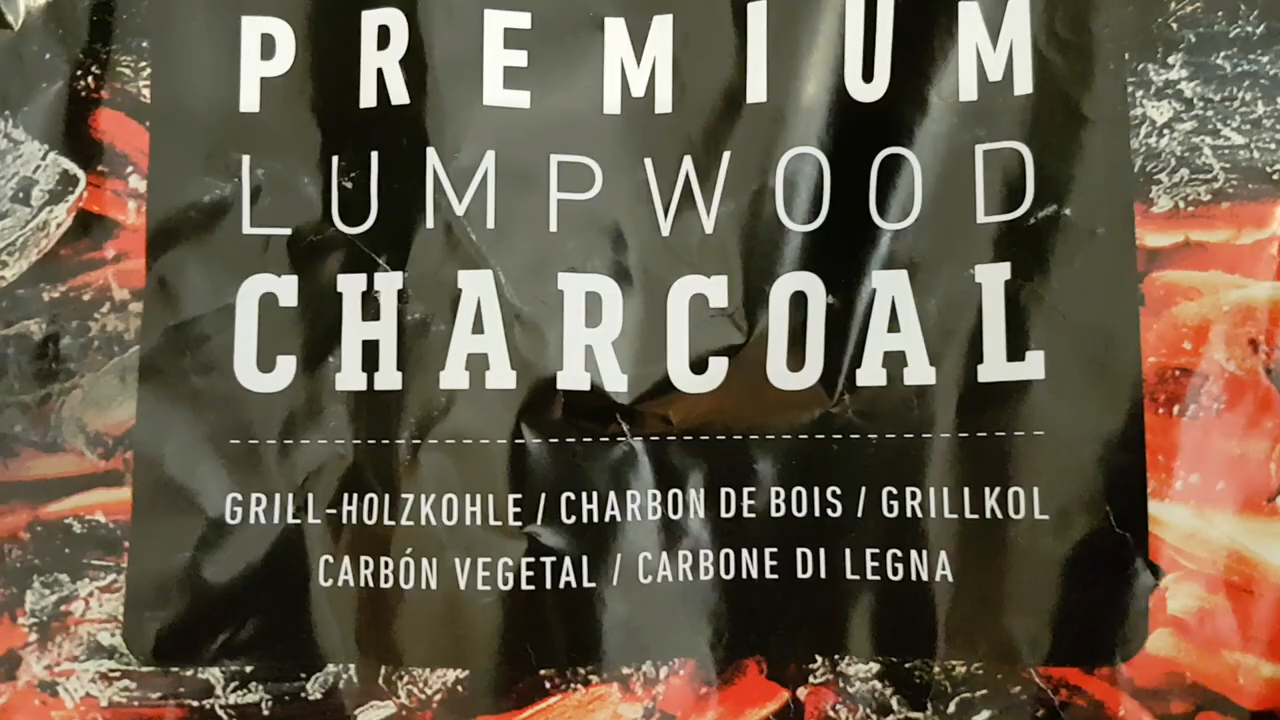 PREMIUM
LUMPWOOD
CHARCOAL
GRILL-HOLZKOHLE / CHARBON DE BOIS / GRILLKOL
CARBÓN VEGETAL / CARBONE DI LEGNA